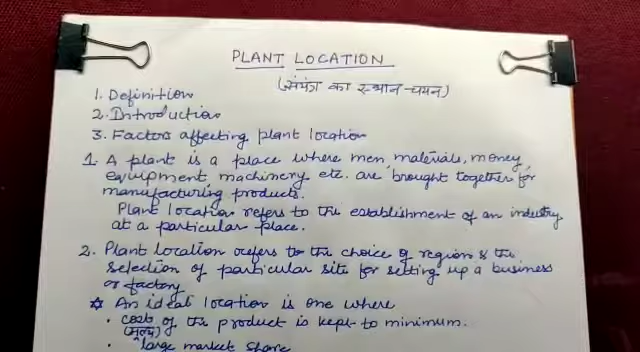 PLANT LOCATION
(संयंत्र का स्थान चयन)
1. Definition
2. Introduction
3. Factors affecting plant location
1. A plant is a place where men, materials, money,
equipment machinery etc. are brought together for
manufacturing products.
Plant location refers to the establishment of an industry
at a particular place.
2. Plant location refers to the choice of region & the
selection of particular site for setting up a business
or factory
☆ An ideal location is one where
• cost of the product is kept to minimum.
(मूल्य)
• large market share